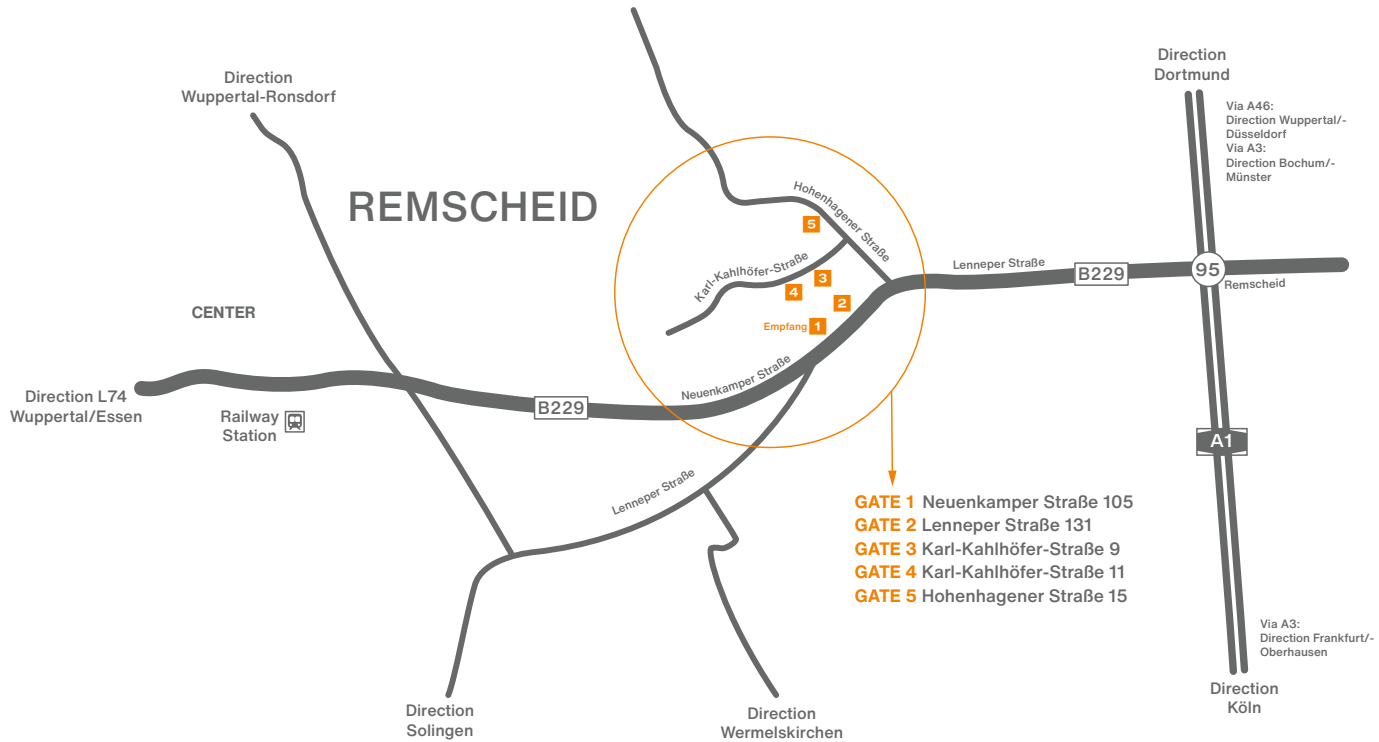 Direction
Dortmund
Direction
Wuppertal-Ronsdorf
Via A46:
Direction Wuppertal/-
Düsseldorf
Via A3:
Direction Bochum/-
Münster
REMSCHEID
Hohenhagener Straße
5
Karl-Kahlhöfer-Straße
3
4
2
Empfang 1
Lenneper Straße
B229
95
Remscheid
CENTER
Neuenkamper Straße
Direction L74
Wuppertal/Essen
Railway
Station
B229
A1
Lenneper Straße
GATE 1 Neuenkamper Straße 105
GATE 2 Lenneper Straße 131
GATE 3 Karl-Kahlhöfer-Straße 9
GATE 4 Karl-Kahlhöfer-Straße 11
GATE 5 Hohenhagener Straße 15
Via A3:
Direction Frankfurt/-
Oberhausen
Direction
Köln
Direction
Solingen
Direction
Wermelskirchen